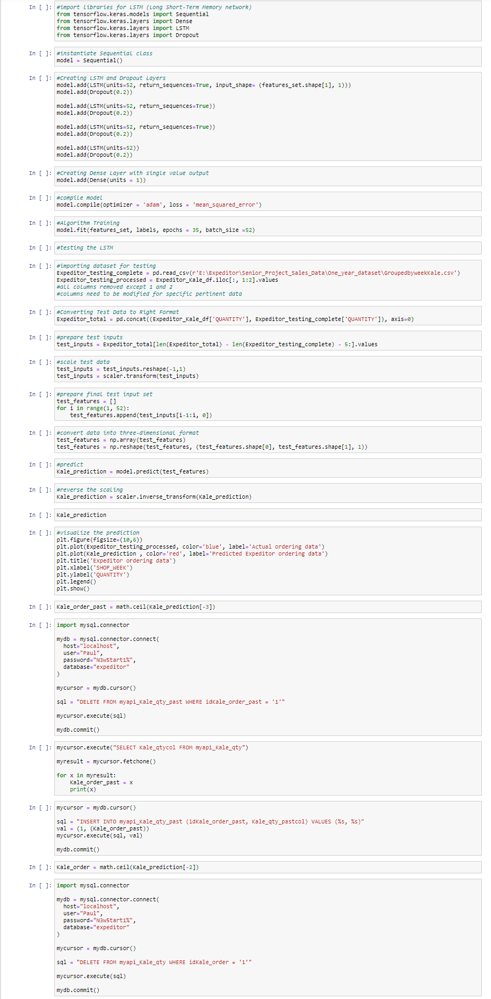 In [ ]: #import libraries for LSTM (Long Short-Term Memory network)
from tensorflow.keras.models import Sequential
from tensorflow.keras.layers import Dense
from tensorflow.keras.layers import LSTM
from tensorflow.keras.layers import Dropout
In [ ]: #instantiate Sequential class
model = Sequential()
In [ ]: #Creating LSTM and Dropout Layers
model.add(LSTM(units=52, return_sequences=True, input_shape= (features_set.shape[1], 1)))
model.add(Dropout(0.2))
model.add(LSTM(units=52, return_sequences=True))
model.add(Dropout(0.2))
model.add(LSTM(units=52, return_sequences=True))
model.add(Dropout(0.2))
model.add(LSTM(units=52))
model.add(Dropout(0.2))
In [ ]: #Creating Dense Layer with single value output
model.add(Dense(units = 1))
In [ ]: #compile model
model.compile(optimizer = 'adam', loss = 'mean_squared_error')
In [ ]: #Algorithm Training
model.fit(features_set, labels, epochs = 35, batch_size =52)
In [ ]: #testing the LSTM
In [ ]: #importing dataset for testing
Expeditor_testing_complete = pd.read_csv(r'E:\Expeditor\Senior_Project_Sales_Data\One_year_dataset\GroupedbyweekKale.csv')
Expeditor_testing_processed = Expeditor_Kale_df.iloc[:, 1:2].values
#all columns removed except 1 and 2
#columns need to be modified for specific pertinent data
In [ ]: #Converting Test Data to Right Format
Expeditor_total = pd.concat((Expeditor_Kale_df['QUANTITY'], Expeditor_testing_complete['QUANTITY']), axis=0)
In [ ]: #prepare test inputs
test_inputs = Expeditor_total[len(Expeditor_total) - len(Expeditor_testing_complete) - 5:].values
In [ ]: #scale test data
test_inputs = test_inputs.reshape(-1,1)
test_inputs = scaler.transform(test_inputs)
In [ ]: #prepare final test input set
test_features = []
for i in range(1, 52):
test_features.append(test_inputs[i-1:i, 0])
In [ ]: #convert data into three-dimensional format
test_features = np.array(test_features)
test_features = np.reshape(test_features, (test_features.shape[0], test_features.shape[1], 1))
In [ ]: #predict
Kale_prediction = model.predict(test_features)
In [ ]: #reverse the scaling
Kale_prediction = scaler.inverse_transform(Kale_prediction)
In [ ]: Kale_prediction
In [ ]: #visualize the prediction
plt.figure(figsize=(10,6))
plt.plot(Expeditor_testing_processed, color='blue', label='Actual ordering data')
plt.plot(Kale_prediction , color='red', label='Predicted Expeditor ordering data')
plt.title('Expeditor ordering data')
plt.xlabel('SHOP_WEEK')
plt.ylabel('QUANTITY')
plt.legend()
plt.show()
In [ ]: Kale_order_past = math.ceil(Kale_prediction[-3])
In [ ]: import mysql.connector
mydb = mysql.connector.connect(
host="localhost",
user="Paul",
password="N3w5tart1%",
database="expeditor"
)
mycursor = mydb.cursor()
sql = "DELETE FROM myapi_Kale_qty_past WHERE idKale_order_past = '1'"
mycursor.execute(sql)
mydb.commit()
In [ ]: mycursor.execute("SELECT Kale_qtycol FROM myapi_Kale_qty")
myresult = mycursor.fetchone()
for x in myresult:
Kale_order_past = x
print(x)
In [ ]: mycursor = mydb.cursor()
sql = "INSERT INTO myapi_Kale_qty_past (idKale_order_past, Kale_qty_pastcol) VALUES (%s, %s)"
val = (1, (Kale_order_past))
mycursor.execute(sql, val)
mydb.commit()
In [ ]: Kale_order = math.ceil(Kale_prediction[-2])
In [ ]: import mysql.connector
mydb = mysql.connector.connect(
host="localhost",
user="Paul",
password="N3w5tart1%",
database="expeditor"
)
mycursor = mydb.cursor()
sql = "DELETE FROM myapi_Kale_qty WHERE idKale_order = '1'"
mycursor.execute(sql)
mydb.commit()